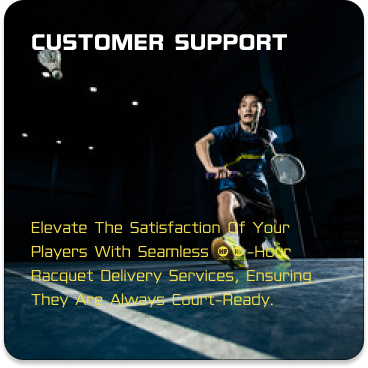 CUSTOMER SUPPORT
Elevate The Satisfaction Of Your
Players With Seamless -Hour
Racquet Delivery Services, Ensuring
They Are Always Court-Ready.